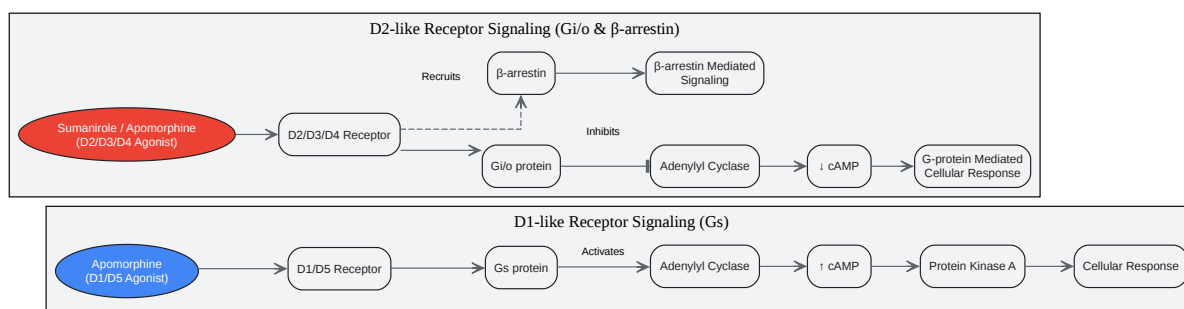 D2-like Receptor Signaling (Gi/o & β-arrestin)
Recruits
β-arrestin
β-arrestin Mediated
Signaling
Sumanirole / Apomorphine
(D2/D3/D4 Agonist)
D2/D3/D4 Receptor
Inhibits
Gi/o protein
Adenylyl Cyclase
↓ cAMP
G-protein Mediated
Cellular Response
D1-like Receptor Signaling (Gs)
Apomorphine
(D1/D5 Agonist)
D1/D5 Receptor
Gs protein
Activates
Adenylyl Cyclase
↑ cAMP
Protein Kinase A
Cellular Response